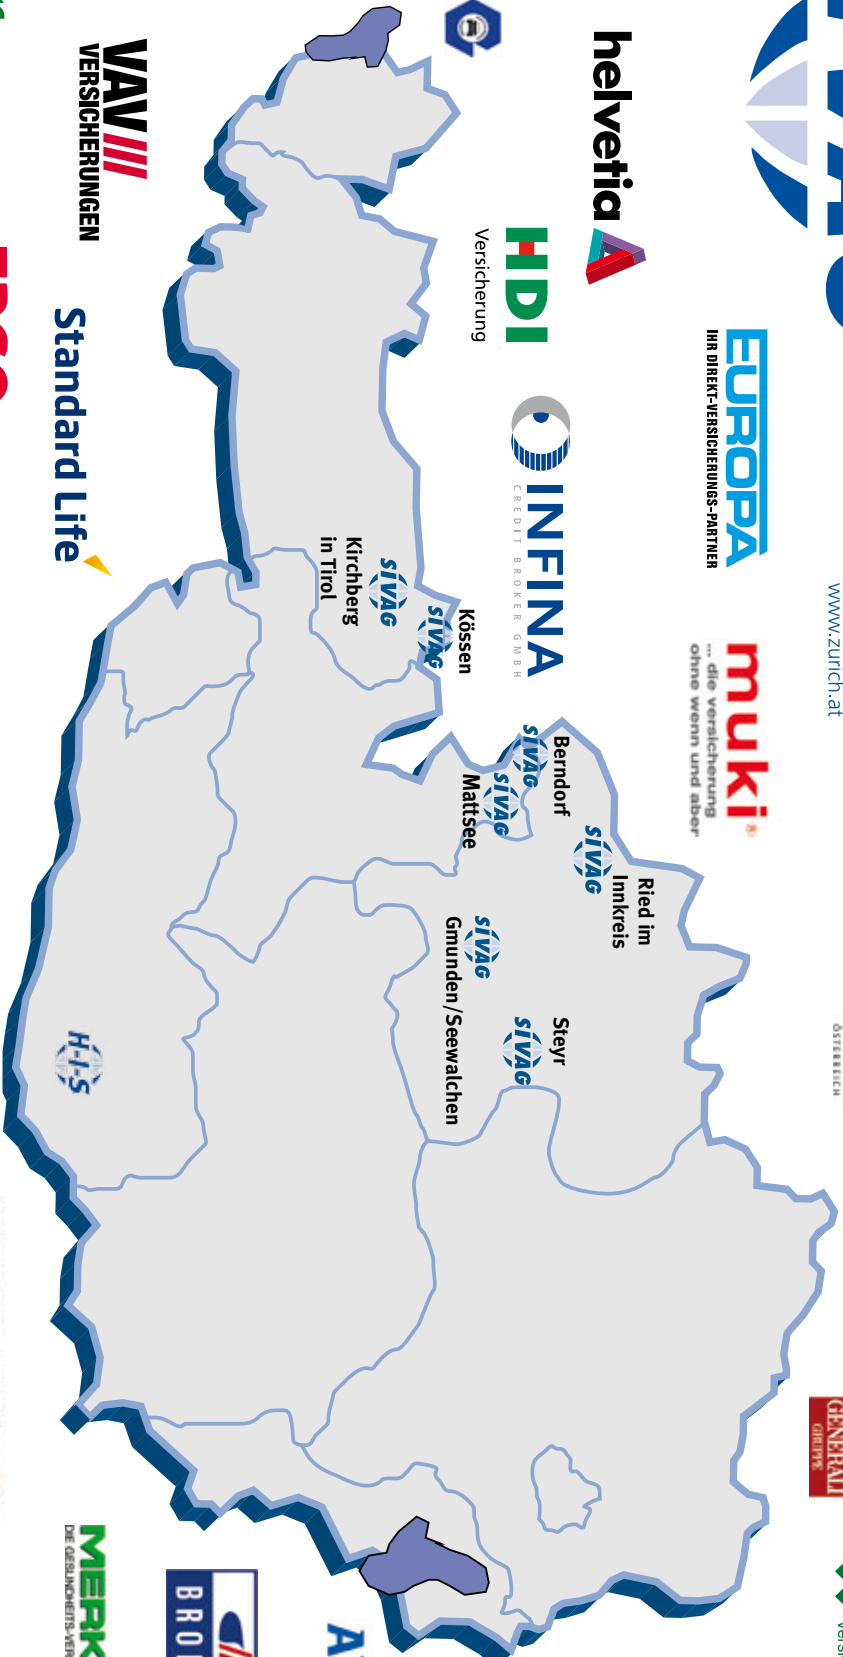 helvetia
EUROPA
IHR DIREKT-VERSICHERUNGS-PARTNER
www.zurich.at
muki
... die versicherung
ohne wenn und aber
ÖSTERREICH
GENERALI
GRUPPE
HDI
Versicherung
INFINA
CREDIT BROKER GMBH
VAV
VERSICHERUNGEN
Standard Life
Kössen
SIVAG
Kirchberg
in Tirol
SIVAG
Berndorf
SIVAG
Mattsee
SIVAG
Ried im
Innkreis
SIVAG
Gmunden/Seewalchen
SIVAG
Steyr
SIVAG
H-I-S
MERK
BRO